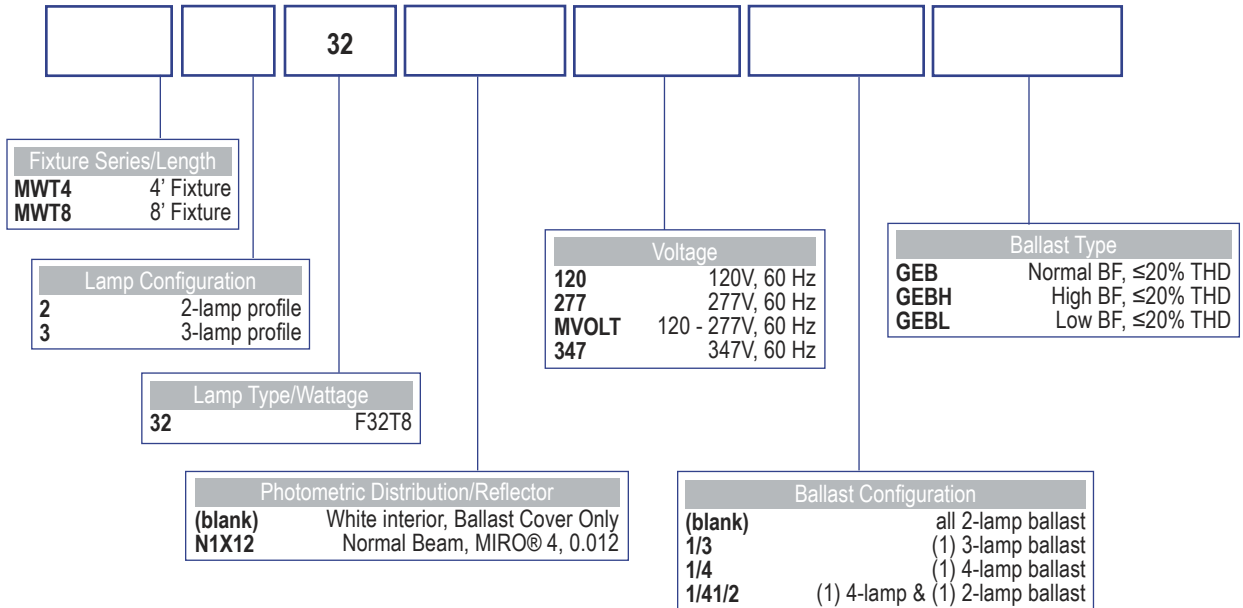 32
Fixture Series/Length
MWT4 4’ Fixture
MWT8 8’ Fixture
Lamp Configuration
2 2-lamp profile
3 3-lamp profile
Lamp Type/Wattage
32 F32T8
Photometric Distribution/Reflector
(blank) White interior, Ballast Cover Only
N1X12 Normal Beam, MIRO® 4, 0.012
Voltage
120 120V, 60 Hz
277 277V, 60 Hz
MVOLT 120 - 277V, 60 Hz
347 347V, 60 Hz
Ballast Configuration
(blank) all 2-lamp ballast
1/3 (1) 3-lamp ballast
1/4 (1) 4-lamp ballast
1/41/2 (1) 4-lamp & (1) 2-lamp ballast
Ballast Type
GEB Normal BF, ≤20% THD
GEBH High BF, ≤20% THD
GEBL Low BF, ≤20% THD